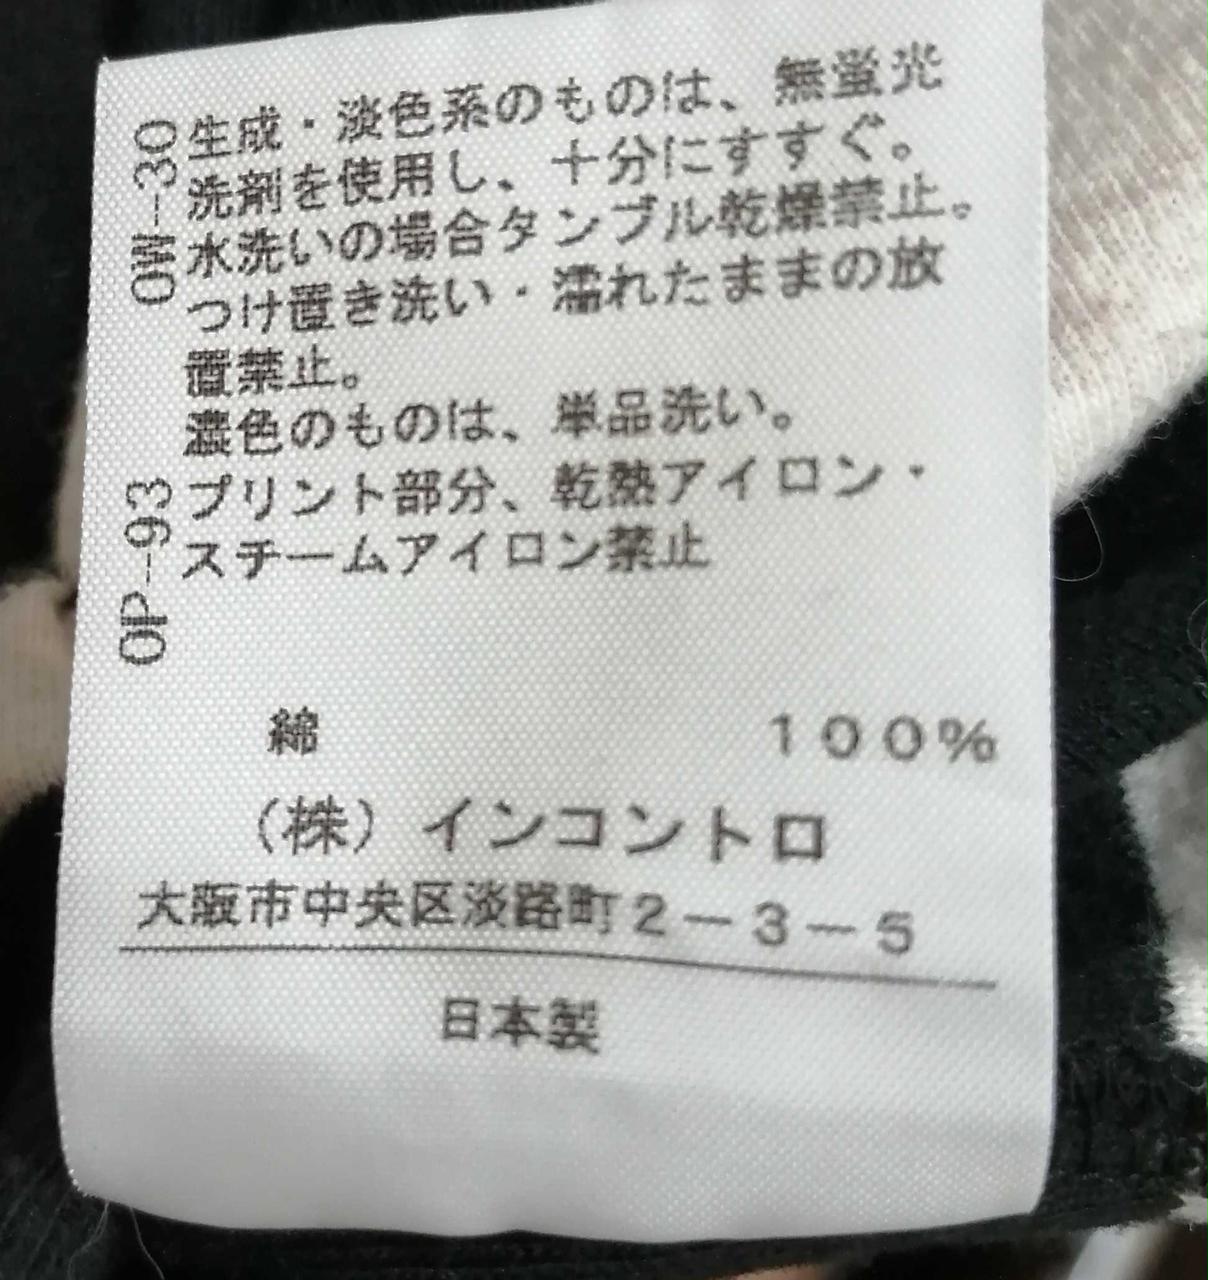 生成・淡色系のものは、無蛍光
洗剤を使用し、十分にすすぐ。
水洗いの場合タンブル乾燥禁止。
つけ置き洗い・濡れたままの放
置禁止。
濃色のものは、単品洗い。
プリント部分、乾熱アイロン・
スチームアイロン禁止
OW--30
OP--93
綿 100%
（株）インコントロ
大阪市中央区淡路町2－3－5
日本製